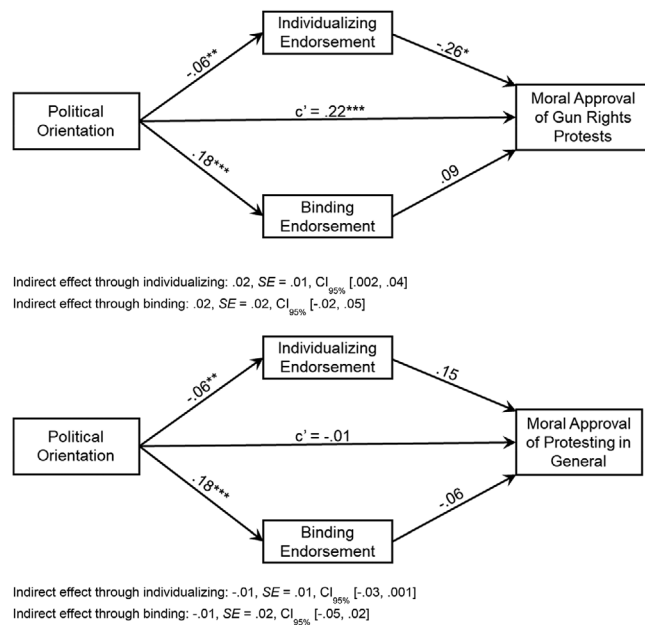 Individualizing
Endorsement
-.06**
-.26*
Political
Orientation
c' = .22***
Moral Approval
of Gun Rights
Protests
.18***
.09
Binding
Endorsement
Indirect effect through individualizing: .02, SE = .01, CI95% [.002, .04]
Indirect effect through binding: .02, SE = .02, CI95% [-.02, .05]
Individualizing
Endorsement
-.06**
.15
Political
Orientation
c' = -.01
Moral Approval
of Protesting in
General
.18***
-.06
Binding
Endorsement
Indirect effect through individualizing: -.01, SE = .01, CI95% [-.03, .001]
Indirect effect through binding: -.01, SE = .02, CI95% [-.05, .02]